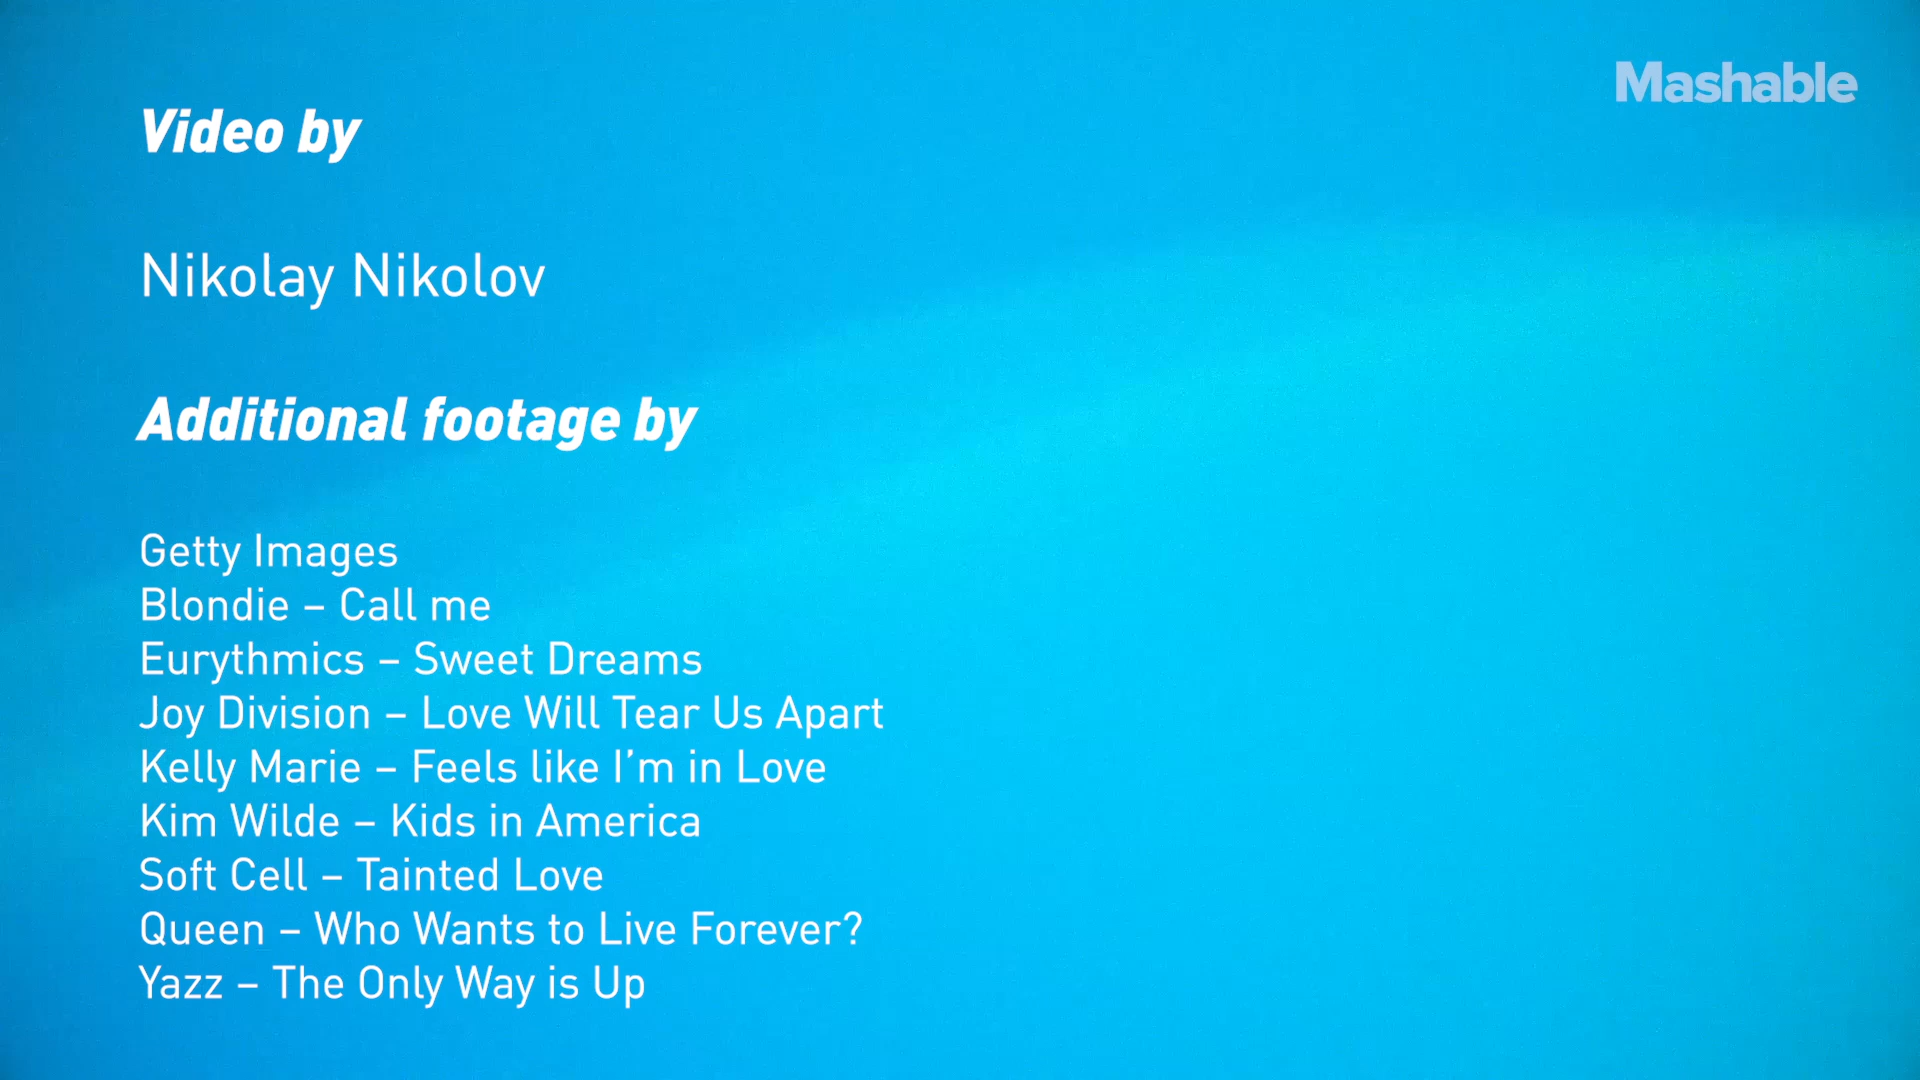 Mashable
Video by
Nikolay Nikolov
Additional footage by
Getty Images
Blondie – Call me
Eurythmics – Sweet Dreams
Joy Division – Love Will Tear Us Apart
Kelly Marie – Feels like I’m in Love
Kim Wilde – Kids in America
Soft Cell – Tainted Love
Queen – Who Wants to Live Forever?
Yazz – The Only Way is Up